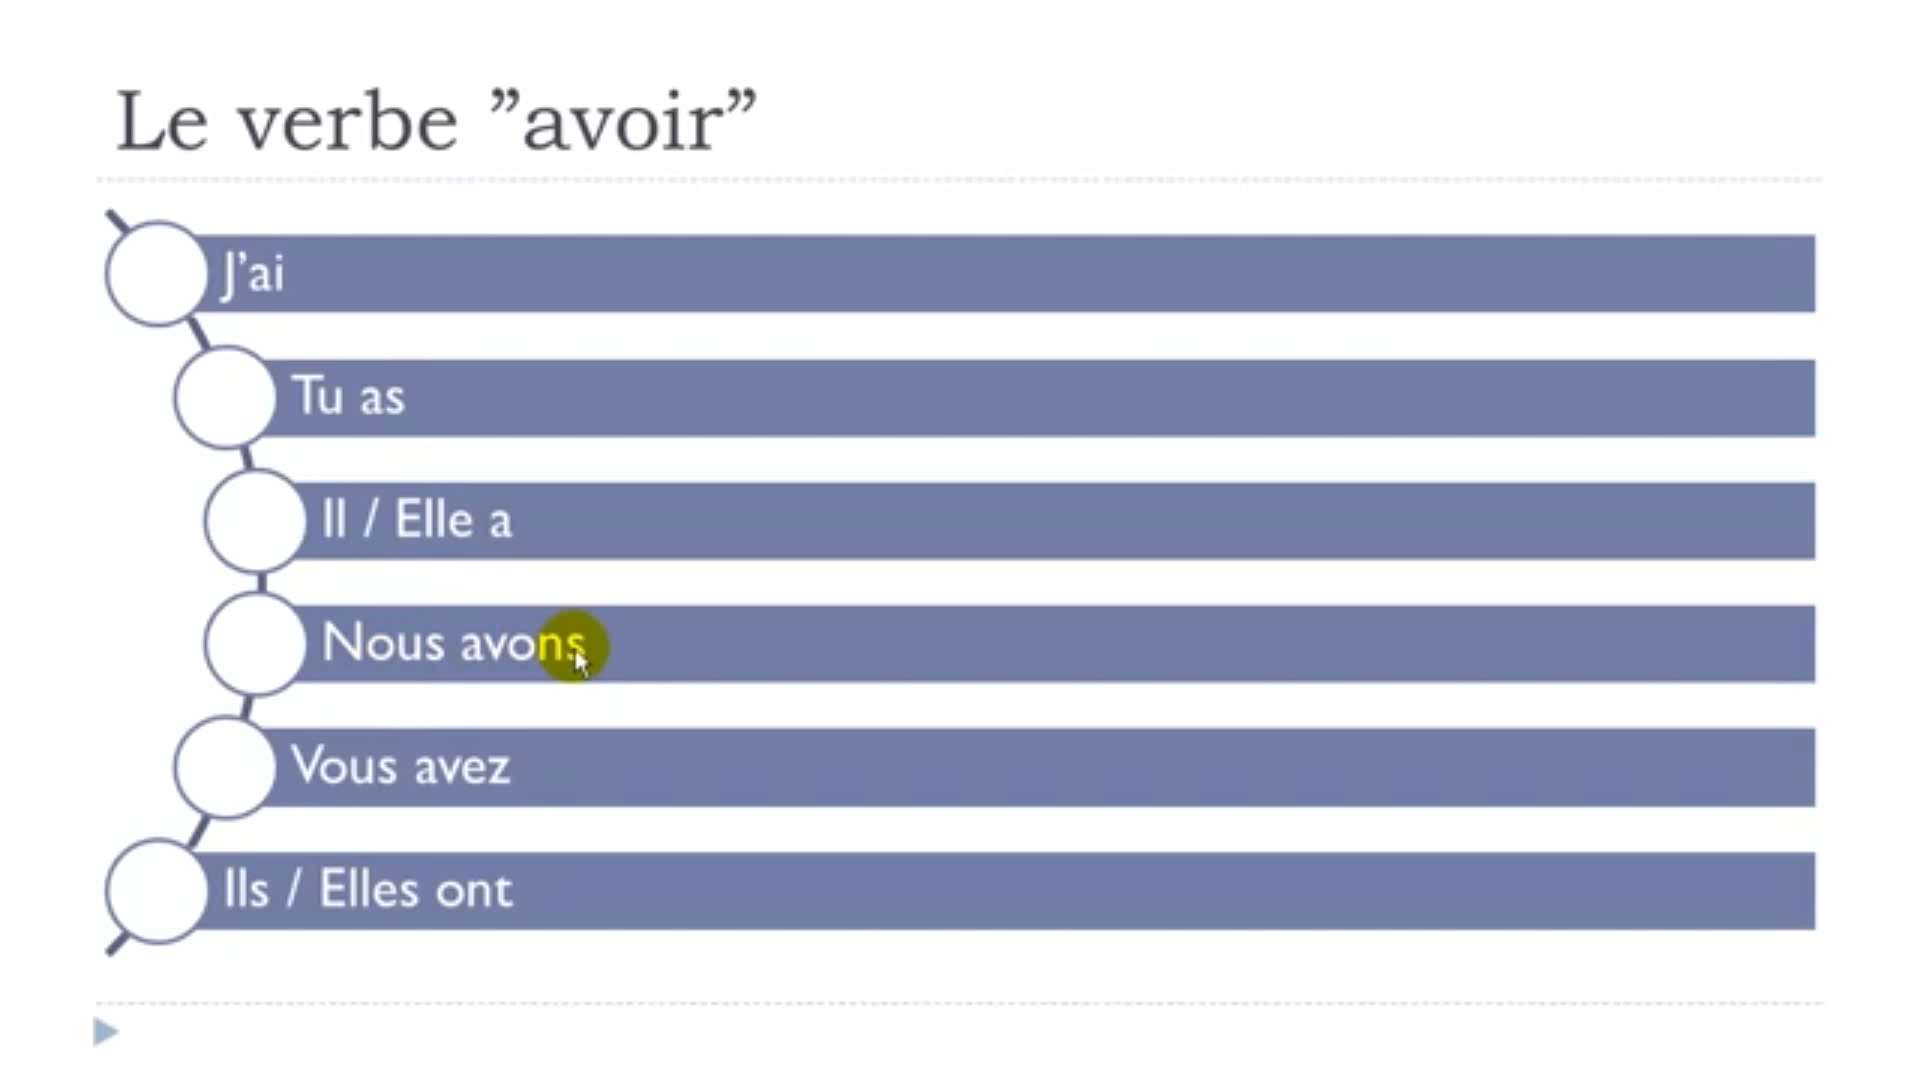 Le verbe ”avoir”
J’ai
Tu as
Il / Elle a
Nous avons
Vous avez
Ils / Elles ont